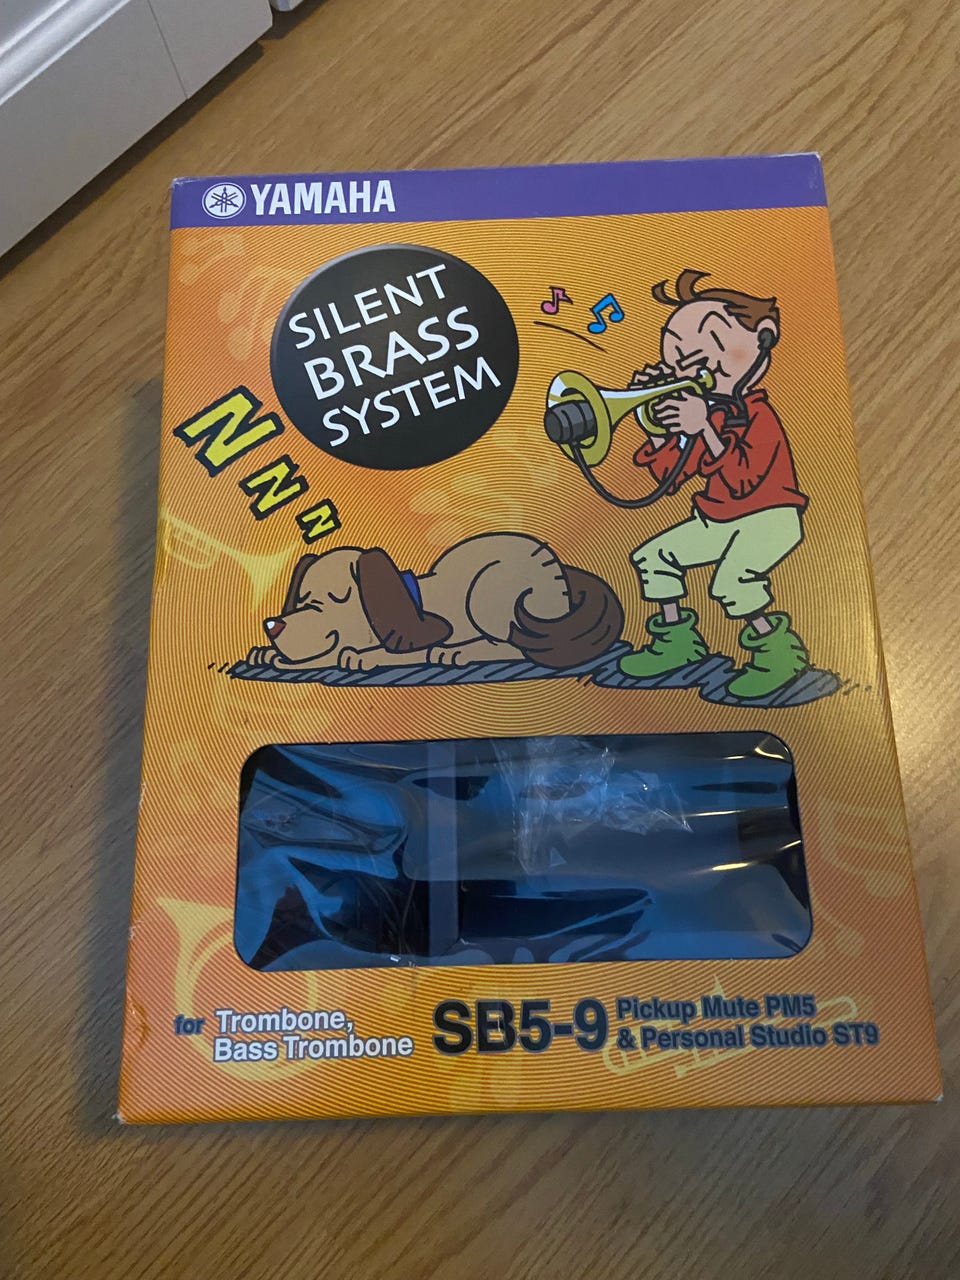 YAMAHA
SILENT
BRASS
SYSTEM
N
N
N
for Trombone,
Bass Trombone
SB5-9
Pickup Mute PM5
& Personal Studio ST9